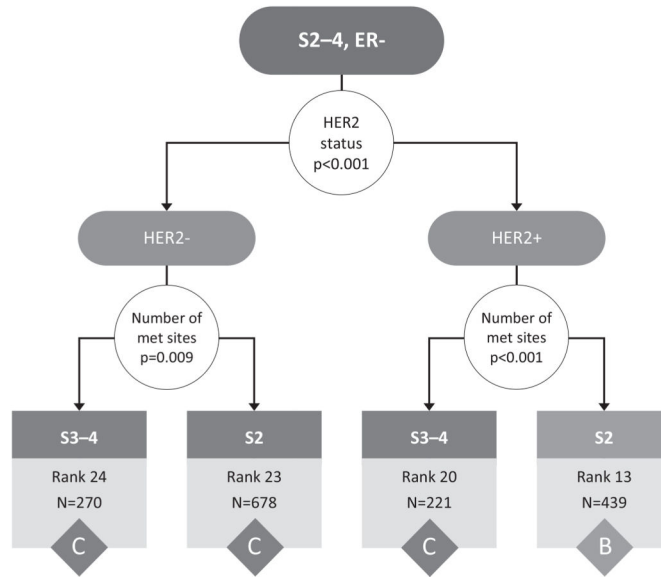 S2–4, ER-
HER2
status
p<0.001
HER2-
HER2+
Number of
met sites
p=0.009
Number of
met sites
p<0.001
S3–4
Rank 24
N=270
C
S2
Rank 23
N=678
C
S3–4
Rank 20
N=221
C
S2
Rank 13
N=439
B